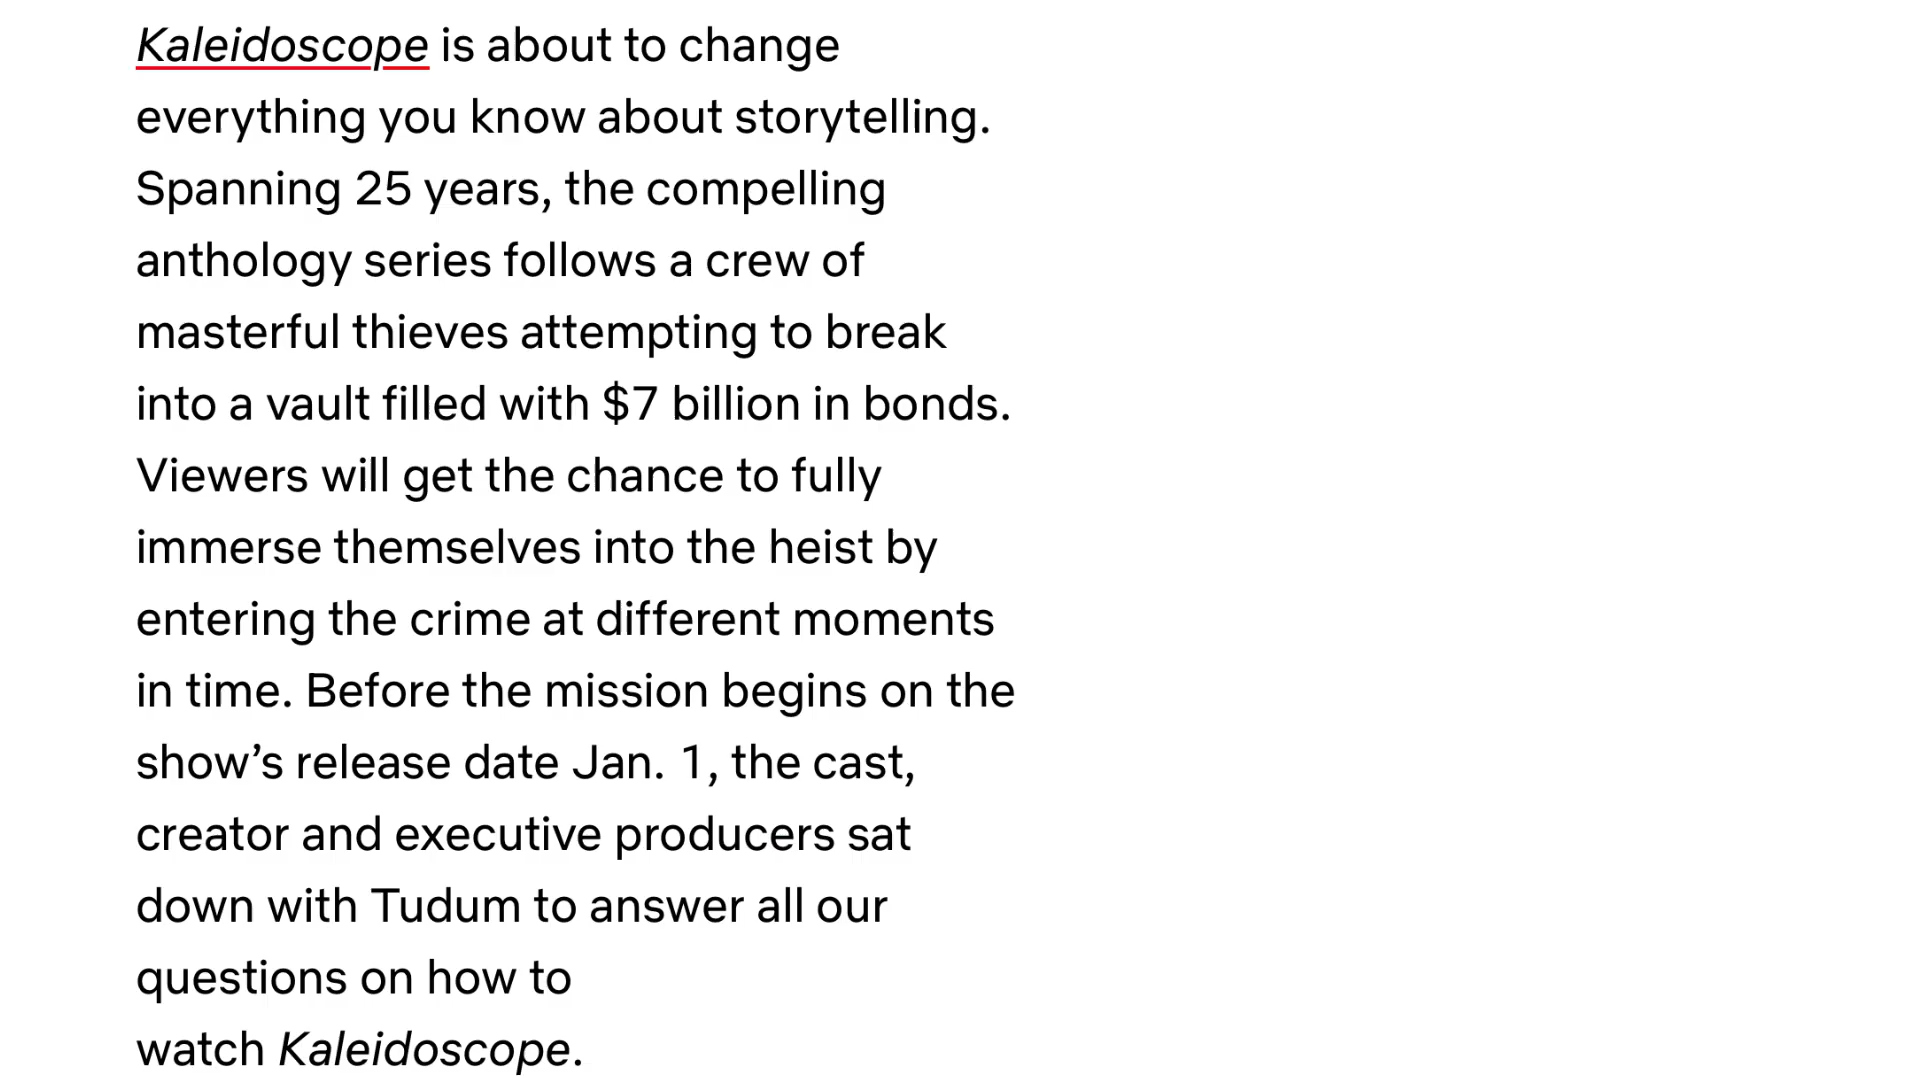 Kaleidoscope is about to change
everything you know about storytelling.
Spanning 25 years, the compelling
anthology series follows a crew of
masterful thieves attempting to break
into a vault filled with $7 billion in bonds.
Viewers will get the chance to fully
immerse themselves into the heist by
entering the crime at different moments
in time. Before the mission begins on the
show’s release date Jan. 1, the cast,
creator and executive producers sat
down with Tudum to answer all our
questions on how to
watch Kaleidoscope.